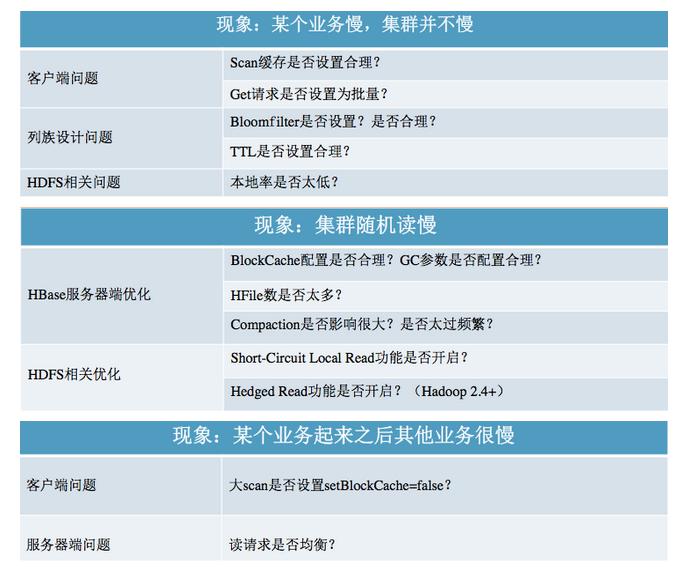 现象：某个业务慢，集群并不慢
客户端问题
Scan缓存是否设置合理？
Get请求是否设置为批量？
列族设计问题
Bloomfilter是否设置？是否合理？
TTL是否设置合理？
HDFS相关问题
本地率是否太低？
现象：集群随机读慢
HBase服务器端优化
BlockCache配置是否合理？GC参数是否配置合理？
HFile数是否太多？
Compaction是否影响很大？是否太过频繁？
HDFS相关优化
Short-Circuit Local Read功能是否开启？
Hedged Read功能是否开启？（Hadoop 2.4+）
现象：某个业务起来之后其他业务很慢
客户端问题
大scan是否设置setBlockCache=false？
服务器端问题
读请求是否均衡？